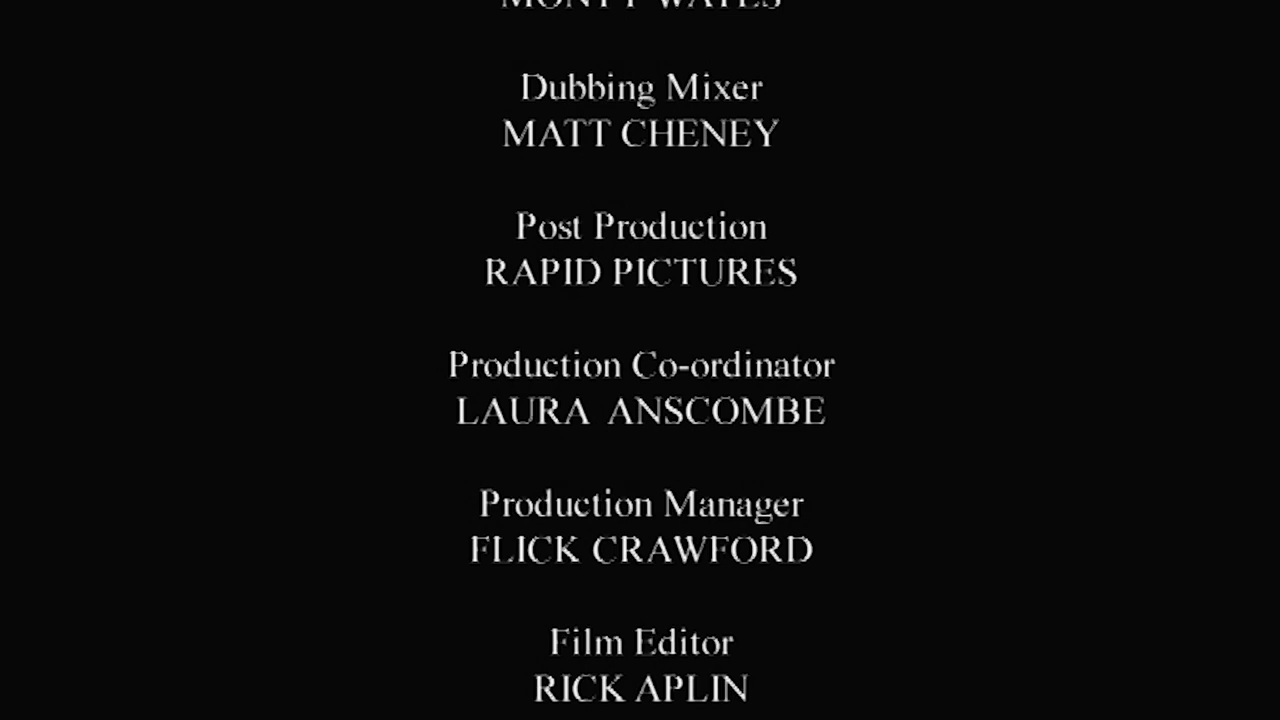 Dubbing Mixer
MATT CHENEY
Post Production
RAPID PICTURES
Production Co-ordinator
LAURA ANSCOMBE
Production Manager
FLICK CRAWFORD
Film Editor
RICK APLIN